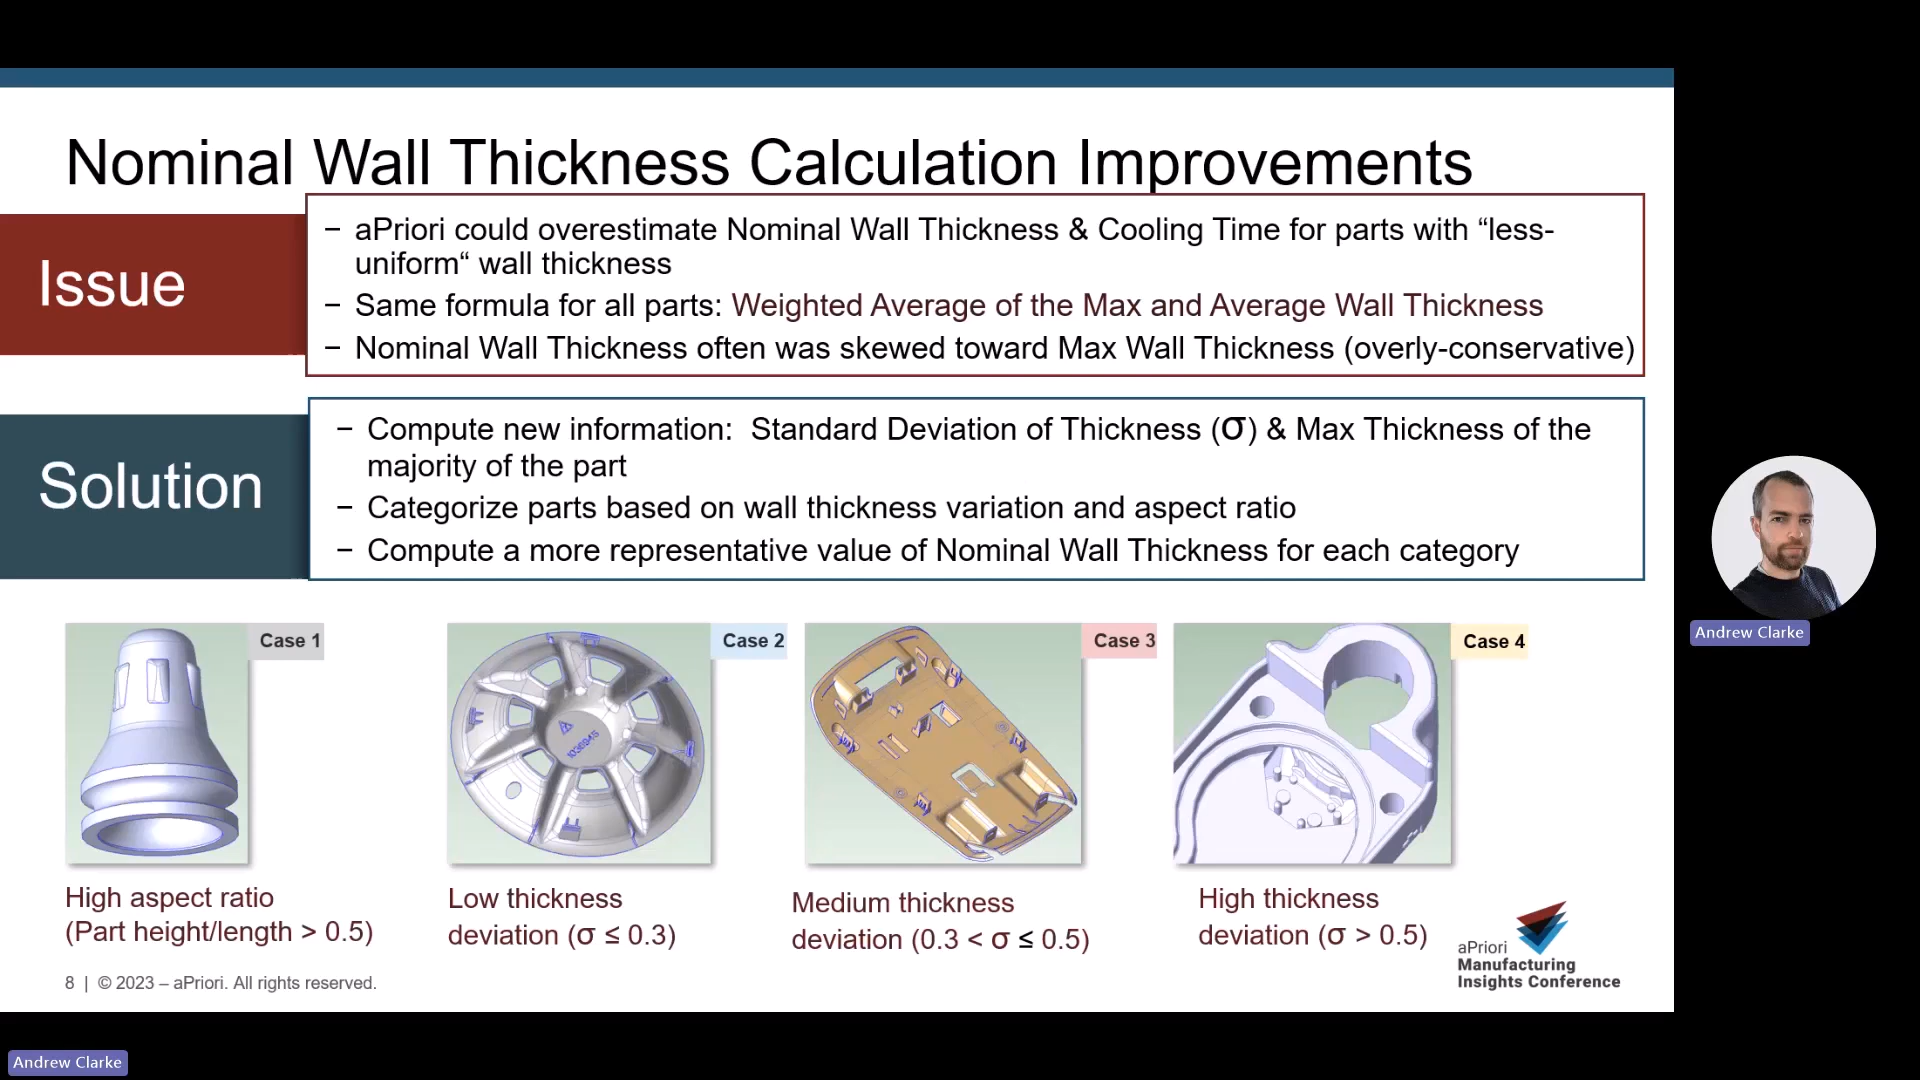 Nominal Wall Thickness Calculation Improvements
Issue
− aPriori could overestimate Nominal Wall Thickness & Cooling Time for parts with “less-
uniform“ wall thickness
− Same formula for all parts: Weighted Average of the Max and Average Wall Thickness
− Nominal Wall Thickness often was skewed toward Max Wall Thickness (overly-conservative)
Solution
− Compute new information:  Standard Deviation of Thickness (σ) & Max Thickness of the
majority of the part
− Categorize parts based on wall thickness variation and aspect ratio
− Compute a more representative value of Nominal Wall Thickness for each category
Case 1
High aspect ratio
(Part height/length > 0.5)
Case 2
Low thickness
deviation (σ ≤ 0.3)
Case 3
Medium thickness
deviation (0.3 < σ ≤ 0.5)
Case 4
High thickness
deviation (σ > 0.5)
8 | © 2023 – aPriori. All rights reserved.
aPriori
Manufacturing
Insights Conference
Andrew Clarke
Andrew Clarke